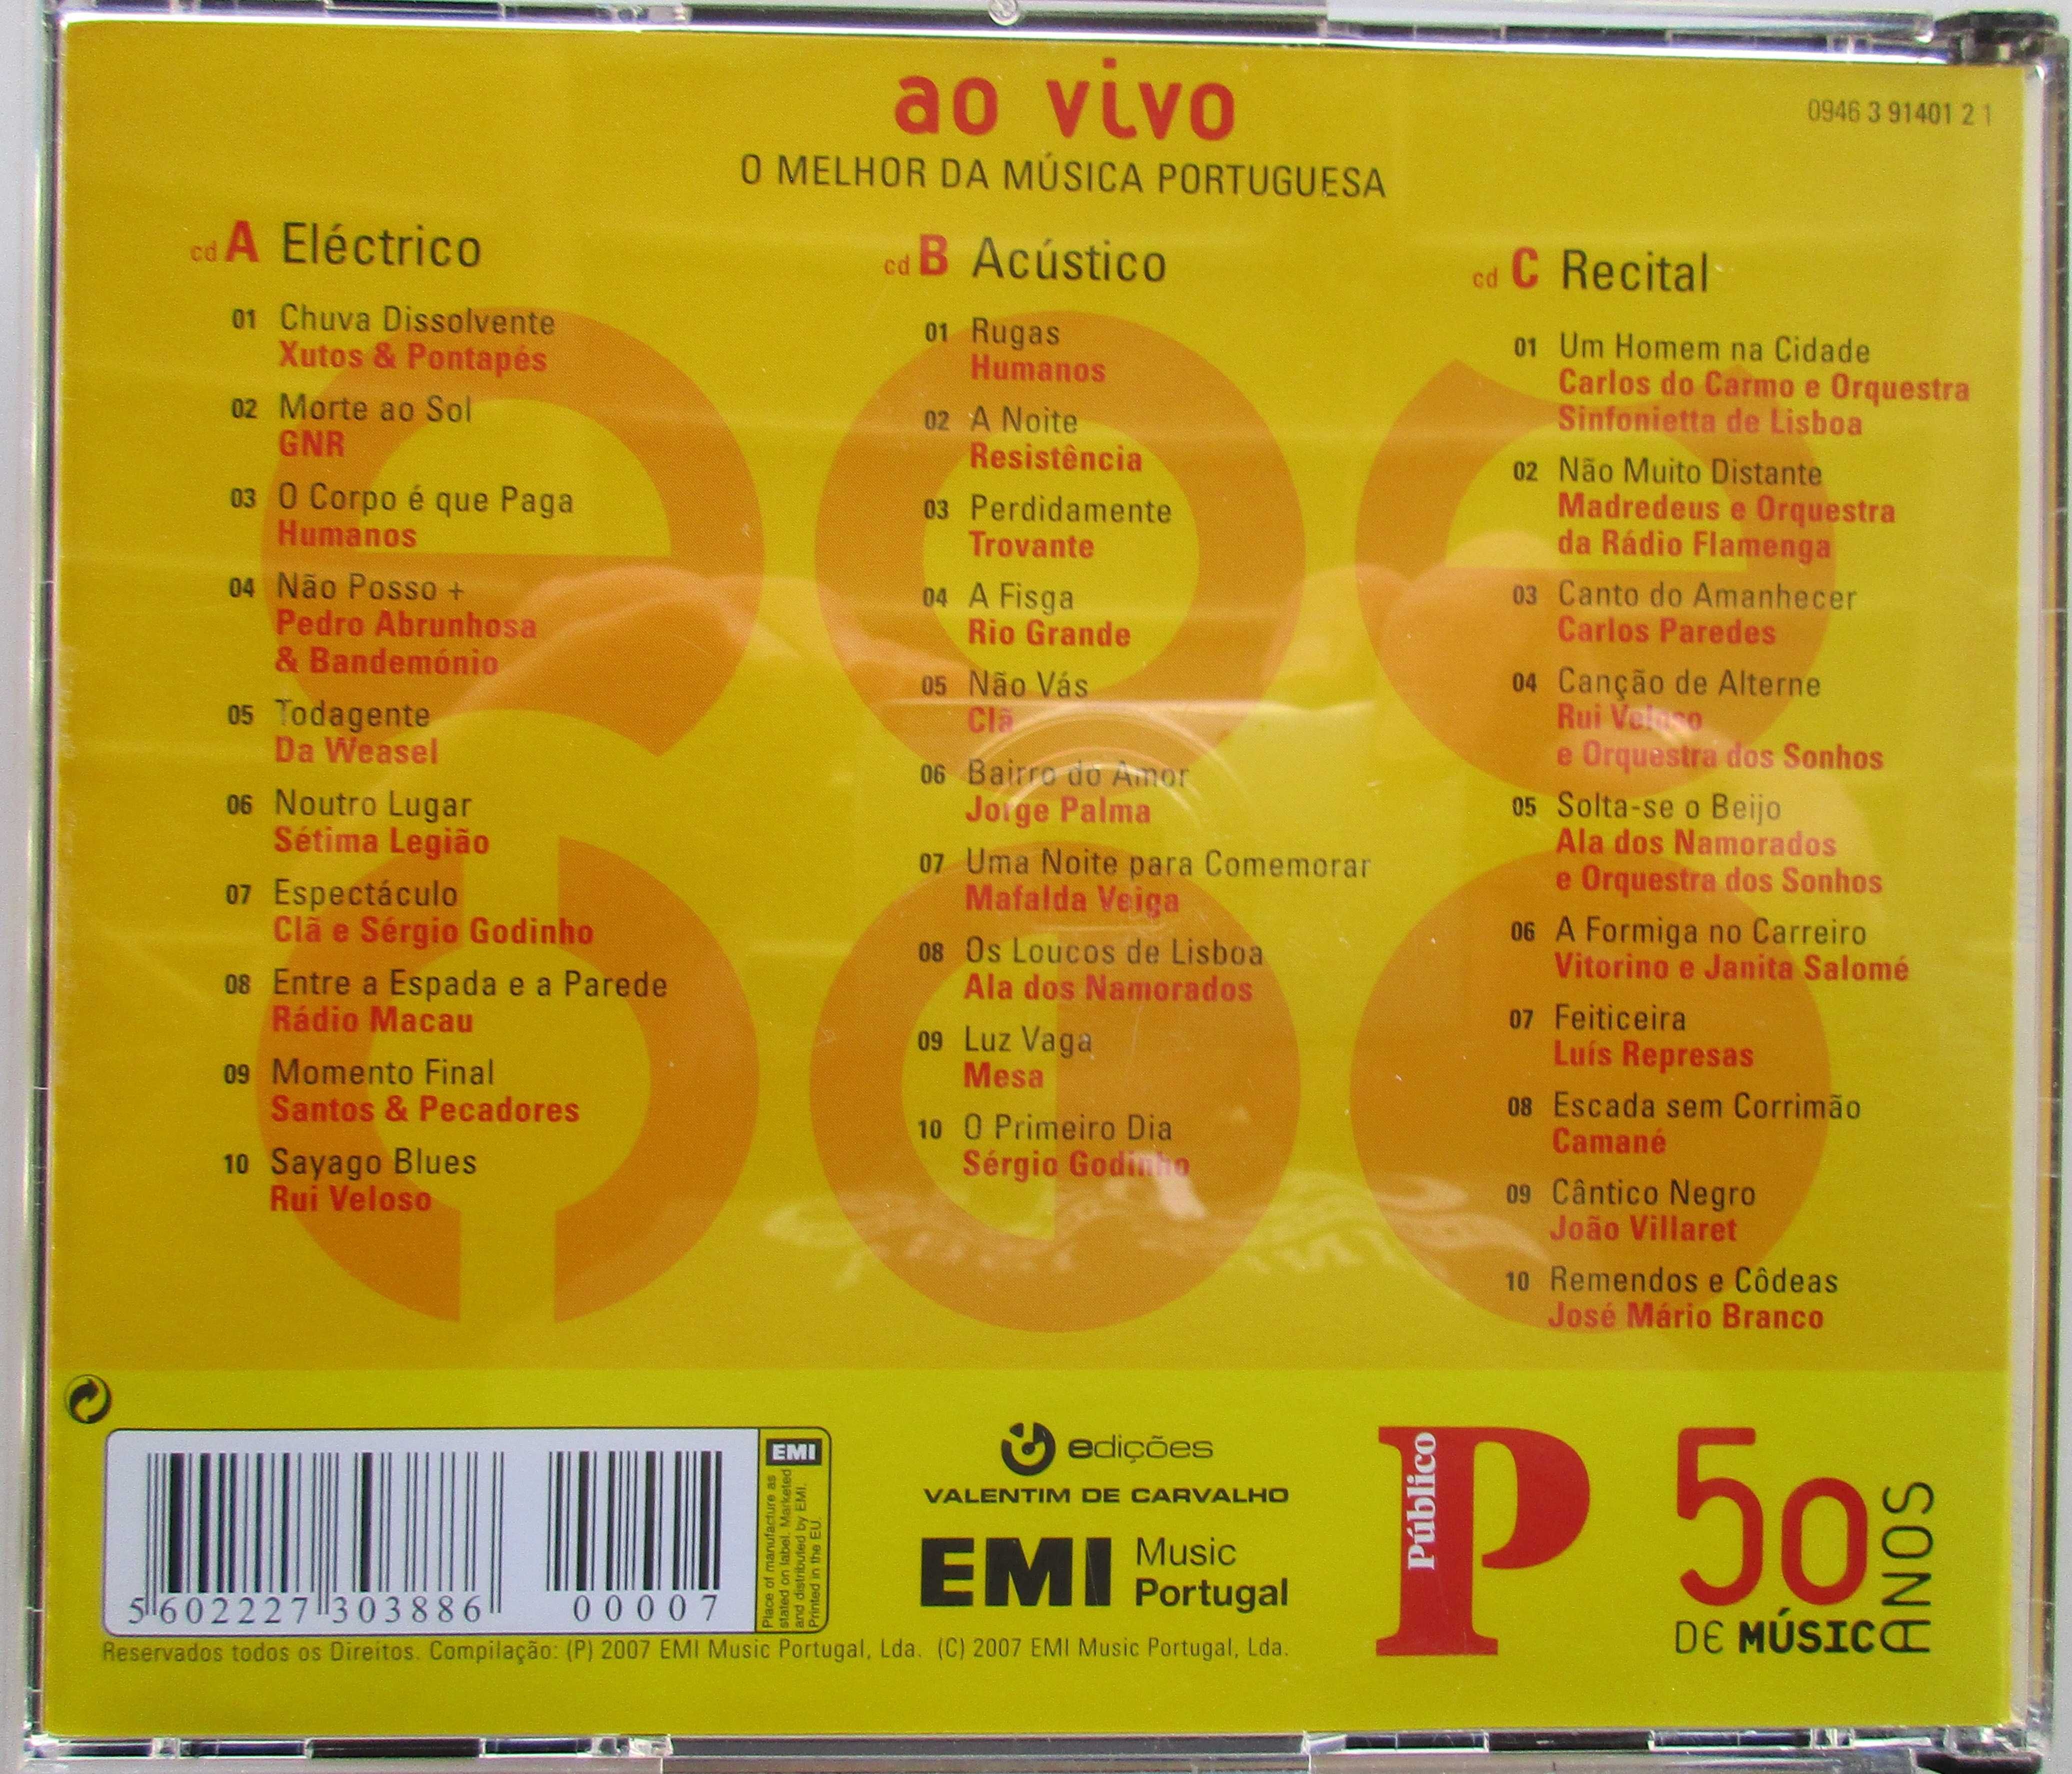 ao vivo
O MELHOR DA MÚSICA PORTUGUESA
0946 3 91401 2 1
cd A Eléctrico
01 Chuva Dissolvente
Xutos & Pontapés
02 Morte ao Sol
GNR
03 O Corpo é que Paga
Humanos
04 Não Posso +
Pedro Abrunhosa
& Bandemónio
05 Todagente
Da Weasel
06 Noutro Lugar
Sétima Legião
07 Espectáculo
Clã e Sérgio Godinho
08 Entre a Espada e a Parede
Rádio Macau
09 Momento Final
Santos & Pecadores
10 Sayago Blues
Rui Veloso
cd B Acústico
01 Rugas
Humanos
02 A Noite
Resistência
03 Perdidamente
Trovante
04 A Fisga
Rio Grande
05 Não Vás
Clã
06 Bairro do Amor
Jorge Palma
07 Uma Noite para Comemorar
Mafalda Veiga
08 Os Loucos de Lisboa
Ala dos Namorados
09 Luz Vaga
Mesa
10 O Primeiro Dia
Sérgio Godinho
cd C Recital
01 Um Homem na Cidade
Carlos do Carmo e Orquestra
Sinfonietta de Lisboa
02 Não Muito Distante
Madredeus e Orquestra
da Rádio Flamenga
03 Canto do Amanhecer
Carlos Paredes
04 Canção de Alterne
Rui Veloso
e Orquestra dos Sonhos
05 Solta-se o Beijo
Ala dos Namorados
e Orquestra dos Sonhos
06 A Formiga no Carreiro
Vitorino e Janita Salomé
07 Feiticeira
Luís Represas
08 Escada sem Corrimão
Camané
09 Cântico Negro
João Villaret
10 Remendos e Côdeas
José Mário Branco
5 602227 303886
00007
EMI
Place of manufacture as
stated on label. Marketed
and distributed by EMI.
Printed in the EU.
edições
VALENTIM DE CARVALHO
EMI Music
Portugal
Público
P
50
ANOS
DE MÚSICA
Reservados todos os Direitos. Compilação: (P) 2007 EMI Music Portugal, Lda. (C) 2007 EMI Music Portugal, Lda.